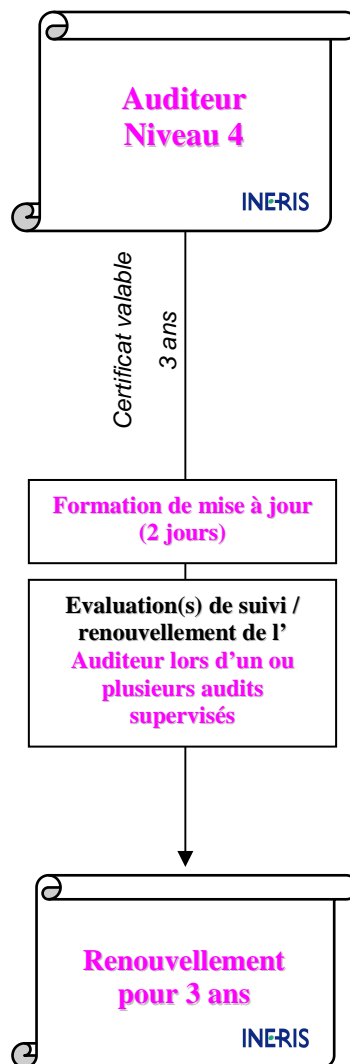 Auditeur
Niveau 4
INERIS
Certificat valable
3 ans
Formation de mise à jour
(2 jours)
Evaluation(s) de suivi /
renouvellement de l’
Auditeur lors d’un ou
plusieurs audits
supervisés
Renouvellement
pour 3 ans
INERIS